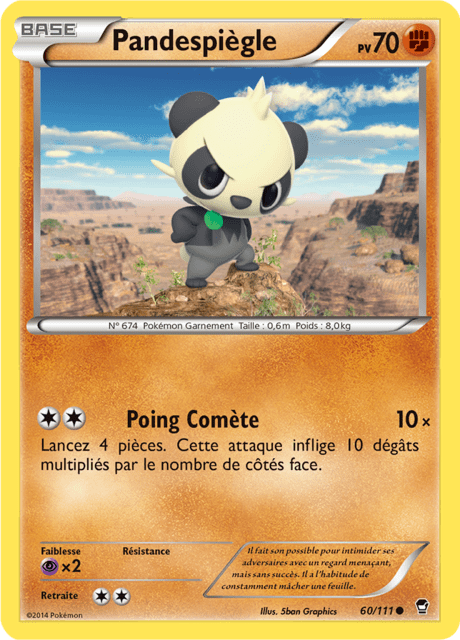 BASE
Pandespiègle
PV70
N° 674 Pokémon Garnement Taille : 0,6m Poids : 8,0kg
Poing Comète 10×
Lancez 4 pièces. Cette attaque inflige 10 dégâts
multipliés par le nombre de côtés face.
Faiblesse Résistance
×2
Retraite
Il fait son possible pour intimider ses
adversaires avec un regard menaçant,
mais sans succès. Il a l'habitude de
constamment mâcher une feuille.
©2014 Pokémon
Illus. 5ban Graphics 60/111